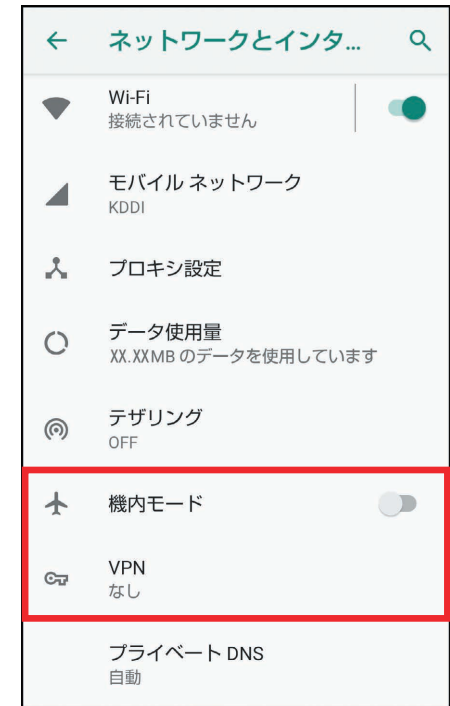 ネットワークとインタ...
Wi-Fi
接続されていません
モバイル ネットワーク
KDDI
プロキシ設定
データ使用量
XX.XXMB のデータを使用しています
テザリング
OFF
機内モード
VPN
なし
プライベート DNS
自動